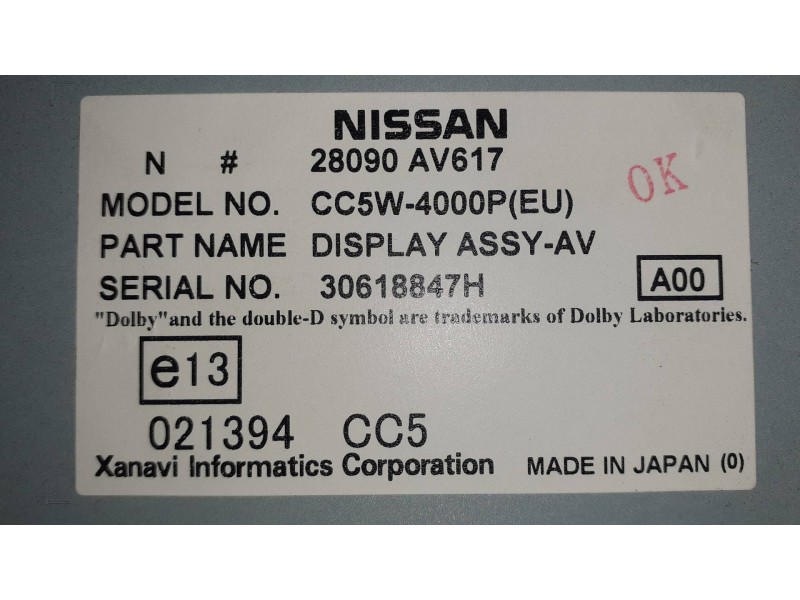 NISSAN
N # 28090 AV617
OK
MODEL NO. CC5W-4000P(EU)
PART NAME DISPLAY ASSY-AV
SERIAL NO. 30618847H A00
"Dolby"and the double-D symbol are trademarks of Dolby Laboratories.
e13
021394 CC5
Xanavi Informatics Corporation MADE IN JAPAN (0)